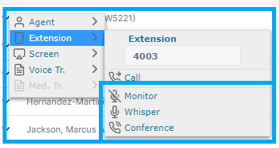 Agent
W5221)
Extension
Extension
4003
Screen
Voice Tr.
Call
Med. Tr.
Monitor
Hernandez-Martin
Whisper
Conference
Jackson, Marcus